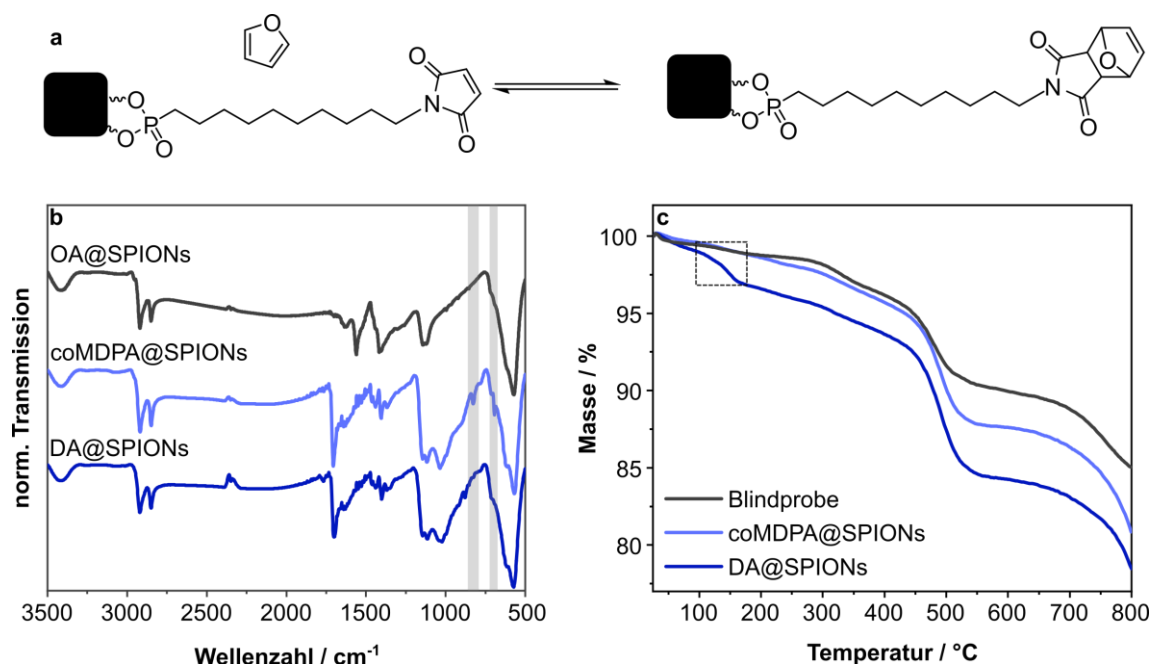 a
O
O
O
P
O
N
O
O
O
O
P
O
N
O
O
O
b
OA@SPIONs
coMDPA@SPIONs
DA@SPIONs
norm. Transmission
3500 3000 2500 2000 1500 1000 500
Wellenzahl / cm-1
c
100
95
90
85
80
Masse / %
Blindprobe
coMDPA@SPIONs
DA@SPIONs
100 200 300 400 500 600 700 800
Temperatur / °C